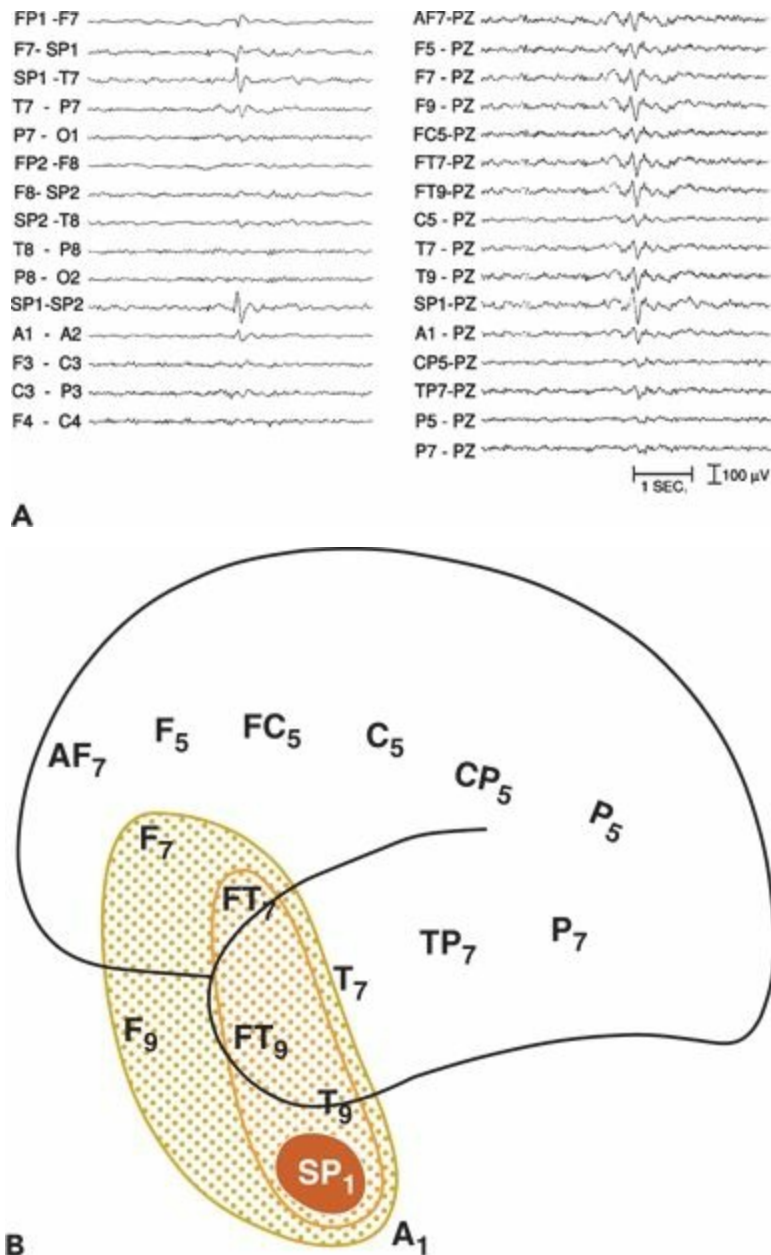 FP1 -F7
F7- SP1
SP1 -T7
T7 - P7
P7 - O1
FP2 -F8
F8- SP2
SP2 -T8
T8 - P8
P8 - O2
SP1-SP2
A1 - A2
F3 - C3
C3 - P3
F4 - C4
AF7-PZ
F5 - PZ
F7 - PZ
F9 - PZ
FC5-PZ
FT7-PZ
FT9-PZ
C5 -PZ
T7 - PZ
T9 - PZ
SP1-PZ
A1 - PZ
CP5-PZ
TP7-PZ
P5 - PZ
P7 - PZ
1 SEC.
100 µV
A
AF7
F5
FC5
C5
CP5
P5
F7
FT7
T7
TP7
P7
F9
FT9
T9
SP1
A1
B